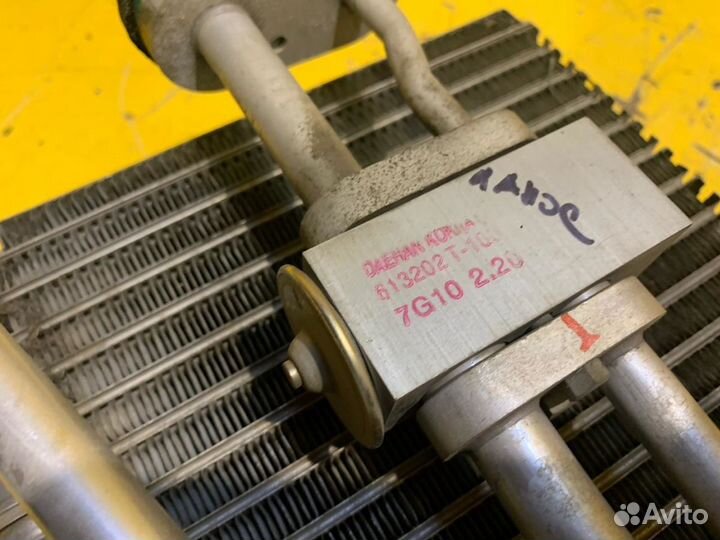 DAEHAN KOREA
613202 T-10
7G10 2.20
Avito